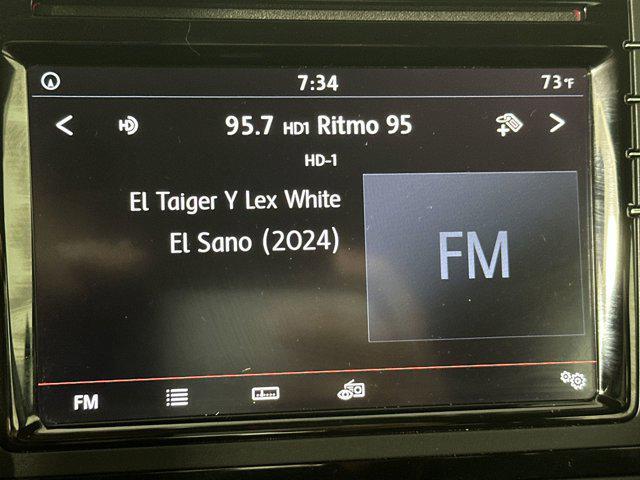 7:34 73°F
HD 95.7 HD1 Ritmo 95
HD-1
El Taiger Y Lex White
El Sano (2024)
FM
FM